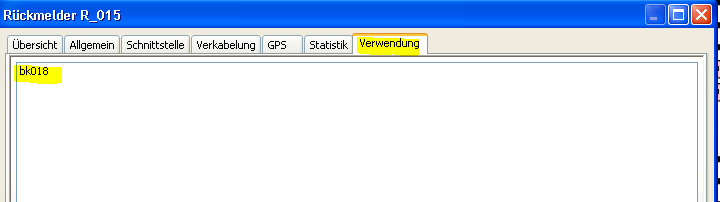 Rückmelder R_015
Übersicht Allgemein Schnittstelle Verkabelung GPS Statistik Verwendung
bk018